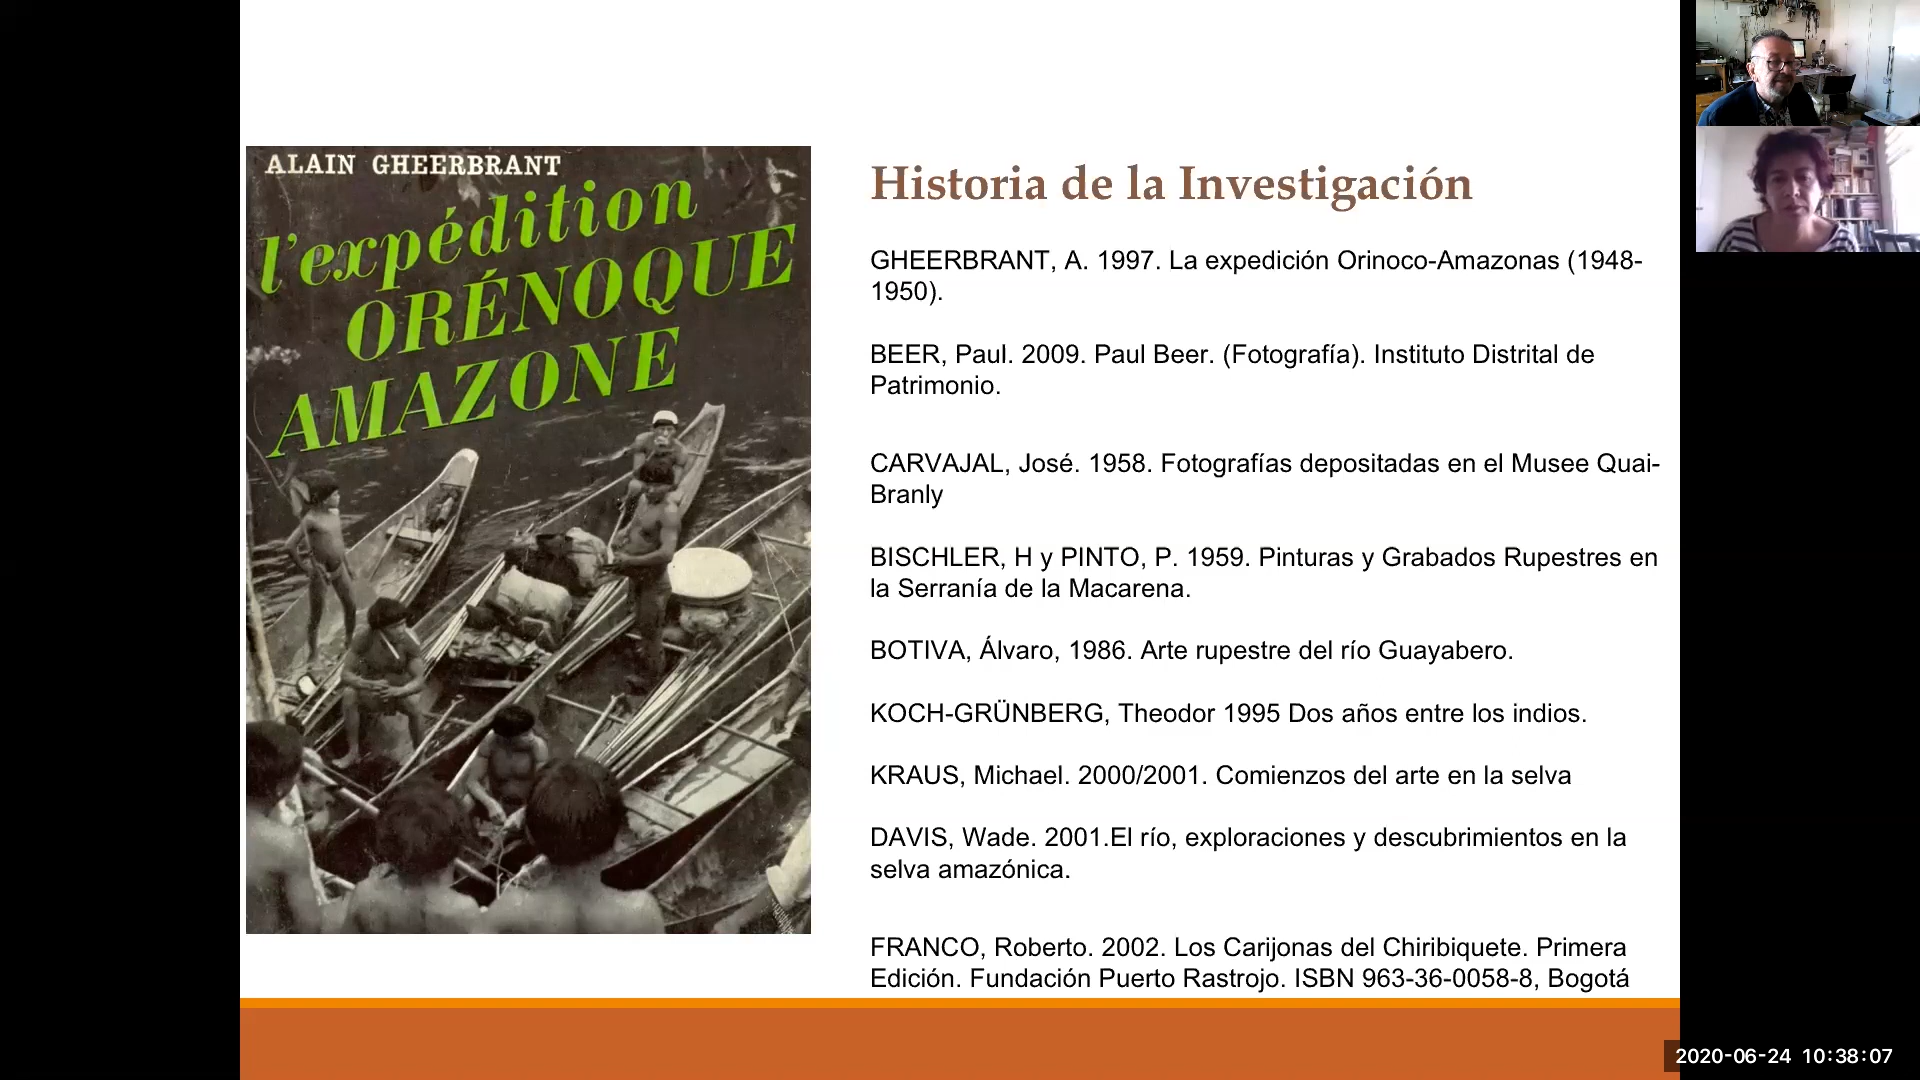 ALAIN GHEERBRANT
l'expédition
ORÉNOQUE
AMAZONE
Historia de la Investigación
GHEERBRANT, A. 1997. La expedición Orinoco-Amazonas (1948-
1950).
BEER, Paul. 2009. Paul Beer. (Fotografía). Instituto Distrital de
Patrimonio.
CARVAJAL, José. 1958. Fotografías depositadas en el Musee Quai-
Branly
BISCHLER, H y PINTO, P. 1959. Pinturas y Grabados Rupestres en
la Serranía de la Macarena.
BOTIVA, Álvaro, 1986. Arte rupestre del río Guayabero.
KOCH-GRÜNBERG, Theodor 1995 Dos años entre los indios.
KRAUS, Michael. 2000/2001. Comienzos del arte en la selva
DAVIS, Wade. 2001.El río, exploraciones y descubrimientos en la
selva amazónica.
FRANCO, Roberto. 2002. Los Carijonas del Chiribiquete. Primera
Edición. Fundación Puerto Rastrojo. ISBN 963-36-0058-8, Bogotá
2020-06-24 10:38:07